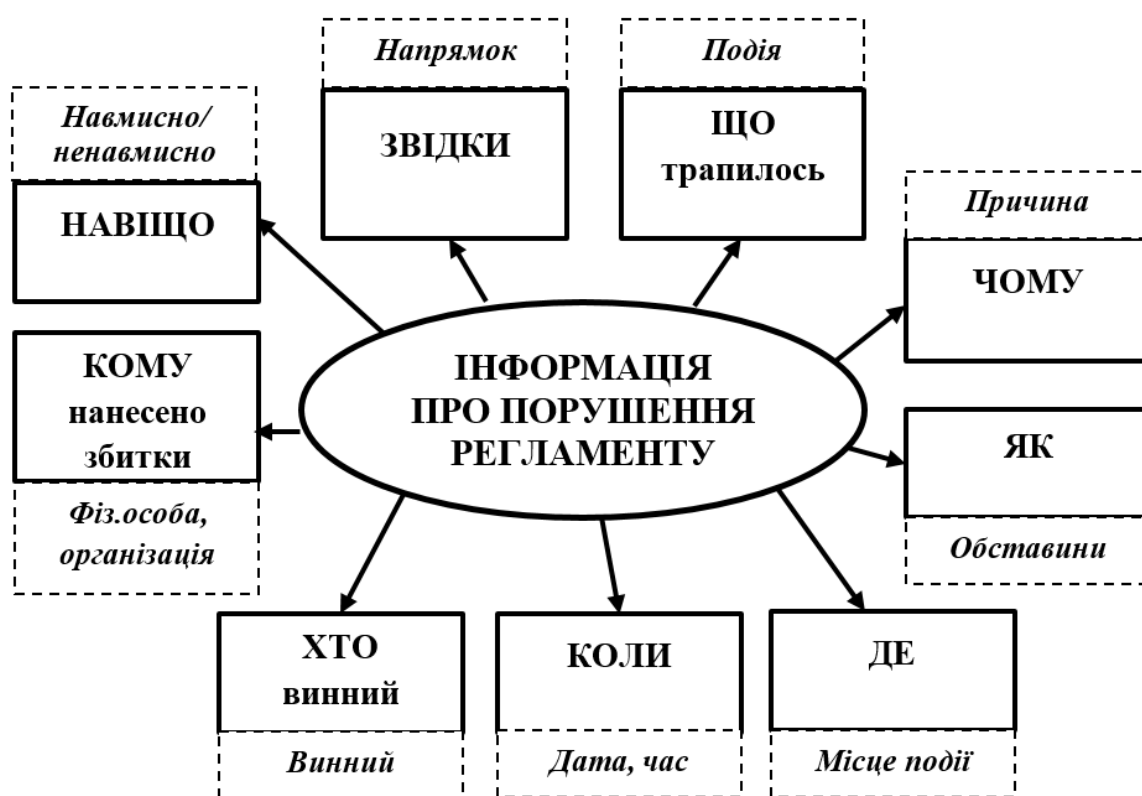 Напрямок
ЗВІДКИ
Подія
ЩО
трапилось
Навмисно/
ненавмисно
НАВІЩО
Причина
ЧОМУ
ІНФОРМАЦІЯ
ПРО ПОРУШЕННЯ
РЕГЛАМЕНТУ
КОМУ
нанесено
збитки
Фіз.особа,
організація
ЯК
Обставини
ХТО
винний
Винний
КОЛИ
Дата, час
ДЕ
Місце події